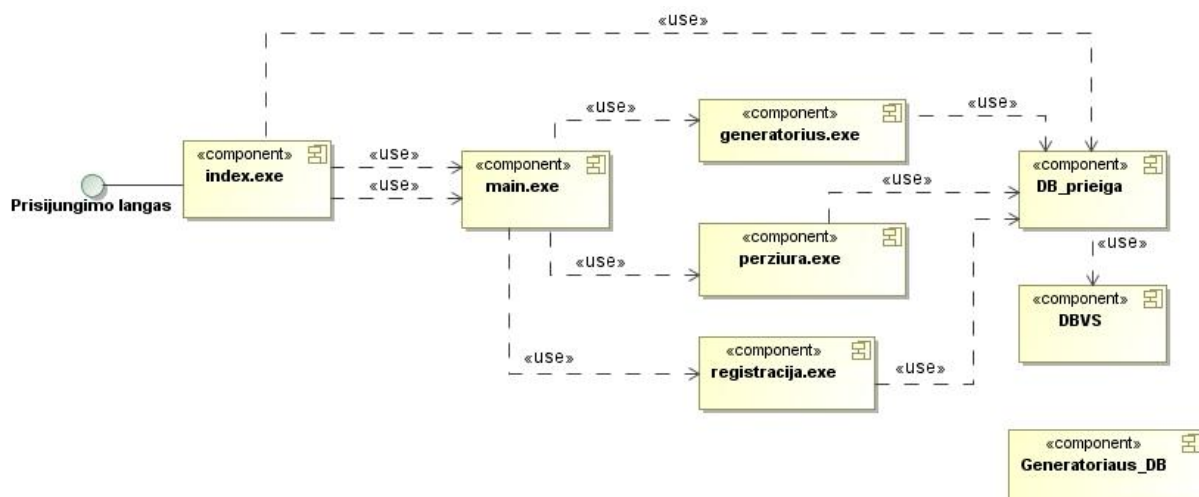 «use»
«component»
index.exe
Prisijungimo langas
«use»
«use»
«component»
main.exe
«use»
«component»
generatorius.exe
«use»
«use»
«component»
perziura.exe
«use»
«use»
«component»
registracija.exe
«use»
«component»
DB_prieiga
«use»
«component»
DBVS
«component»
Generatoriaus_DB